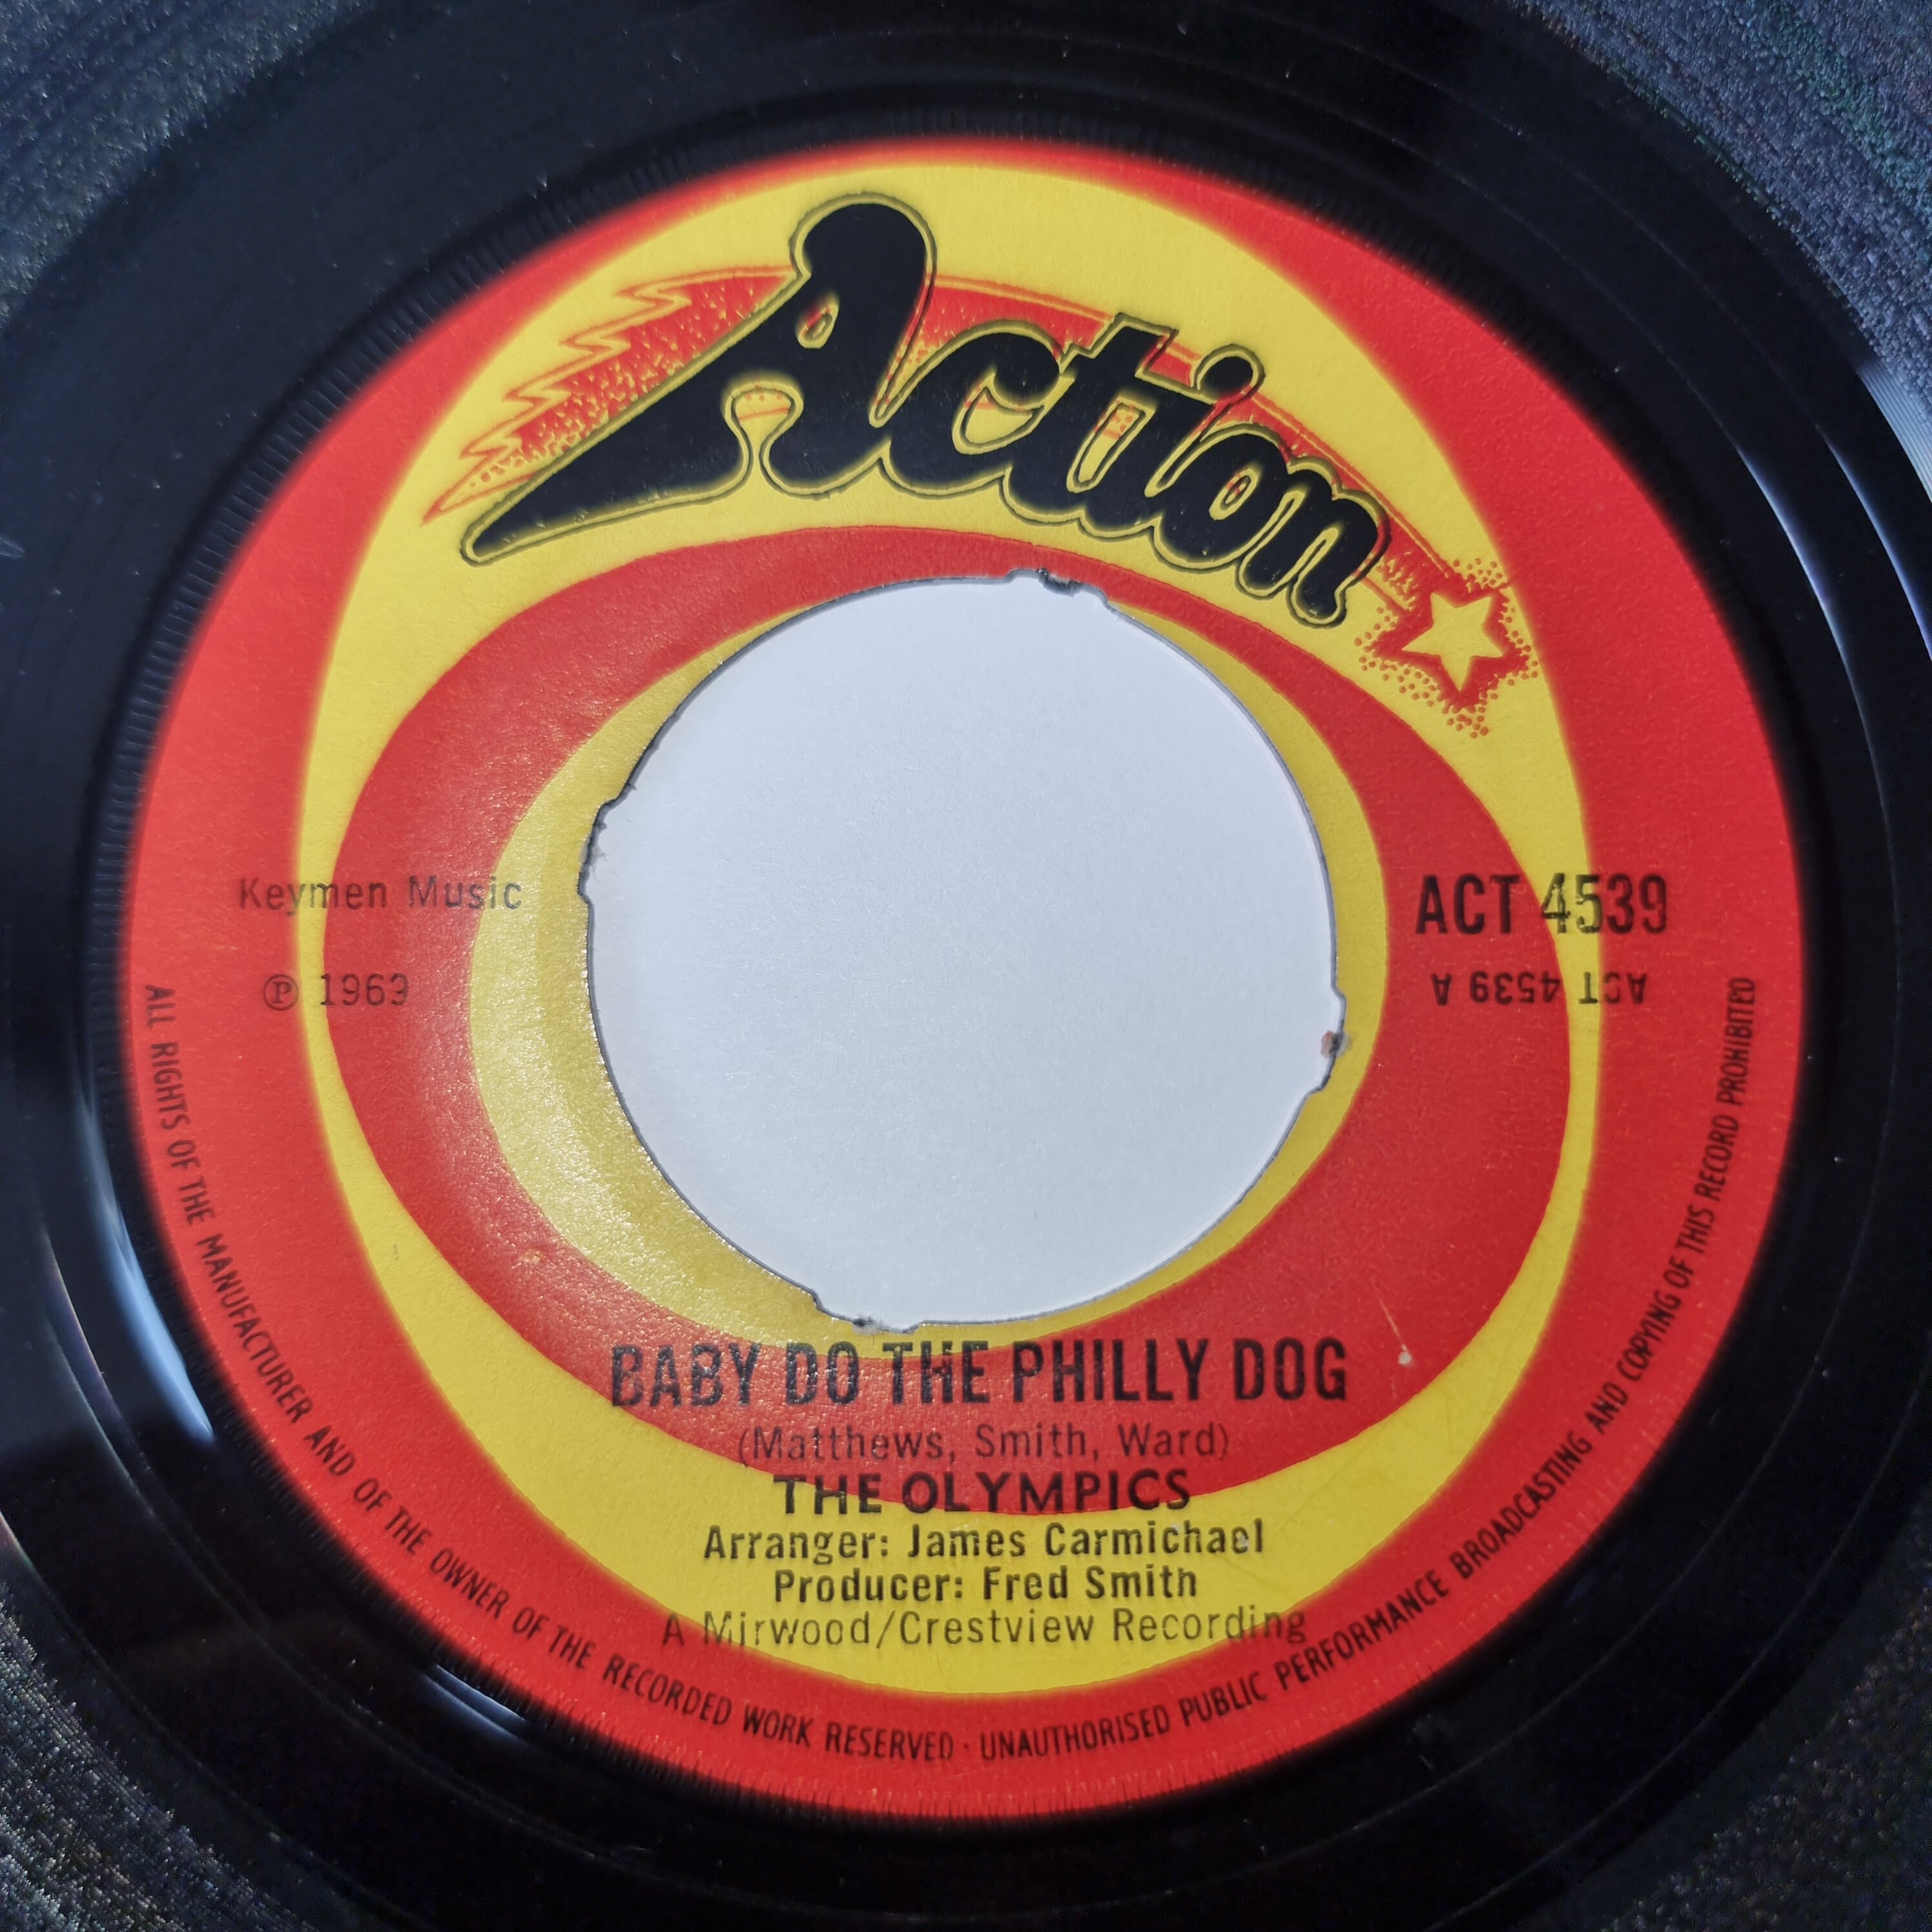 Action
Keymen Music
ACT 4539
Ⓟ 1969
ACT 4539 A
BABY DO THE PHILLY DOG
(Matthews, Smith, Ward)
THE OLYMPICS
Arranger: James Carmichael
Producer: Fred Smith
A Mirwood/Crestview Recording
ALL RIGHTS OF THE MANUFACTURER AND OF THE OWNER OF THE RECORDED WORK RESERVED · UNAUTHORISED PUBLIC PERFORMANCE BROADCASTING AND COPYING OF THIS RECORD PROHIBITED